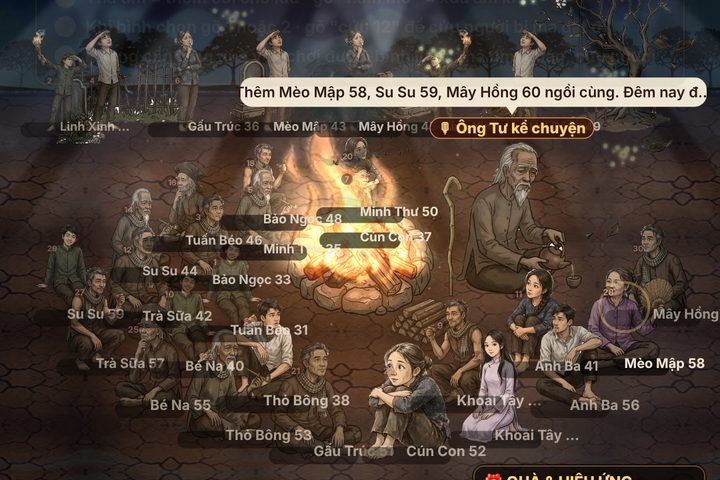 Thêm Mèo Mập 58, Su Su 59, Mây Hồng 60 ngồi cùng. Đêm nay đ...
Linh Xinh ...
Gấu Trúc 36
Mèo Mập 43
Mây Hồng 4
9
Ông Tư kể chuyện
Bảo Ngọc 48
Minh Thư 50
Tuấn Béo 46
Cún Con 37
Su Su 44
Bảo Ngọc 33
Su Su 59
Trà Sữa 42
Tuấn Béo 31
Mây Hồng
Trà Sữa 57
Bé Na 40
Anh Ba 41
Mèo Mập 58
Bé Na 55
Thỏ Bông 38
Khoai Tây ...
Anh Ba 56
Thỏ Bông 53
Khoai Tây ...
Gấu Trúc 51
Cún Con 52
QUÀ & HIỆU ỨNG